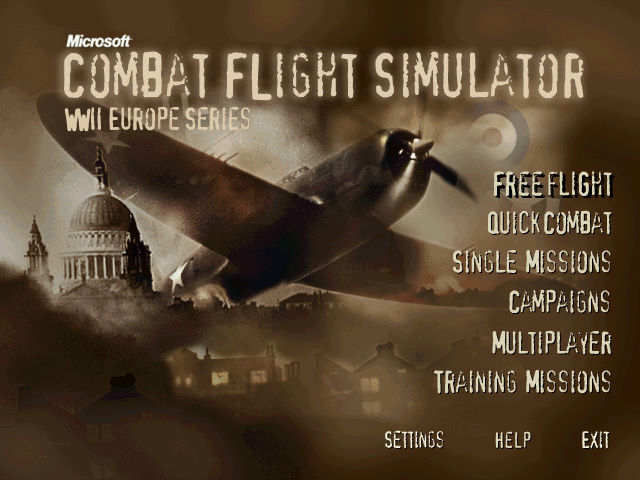 Microsoft
COMBAT FLIGHT SIMULATOR
WWII EUROPE SERIES
FREE FLIGHT
QUICK COMBAT
SINGLE MISSIONS
CAMPAIGNS
MULTIPLAYER
TRAINING MISSIONS
SETTINGS HELP EXIT